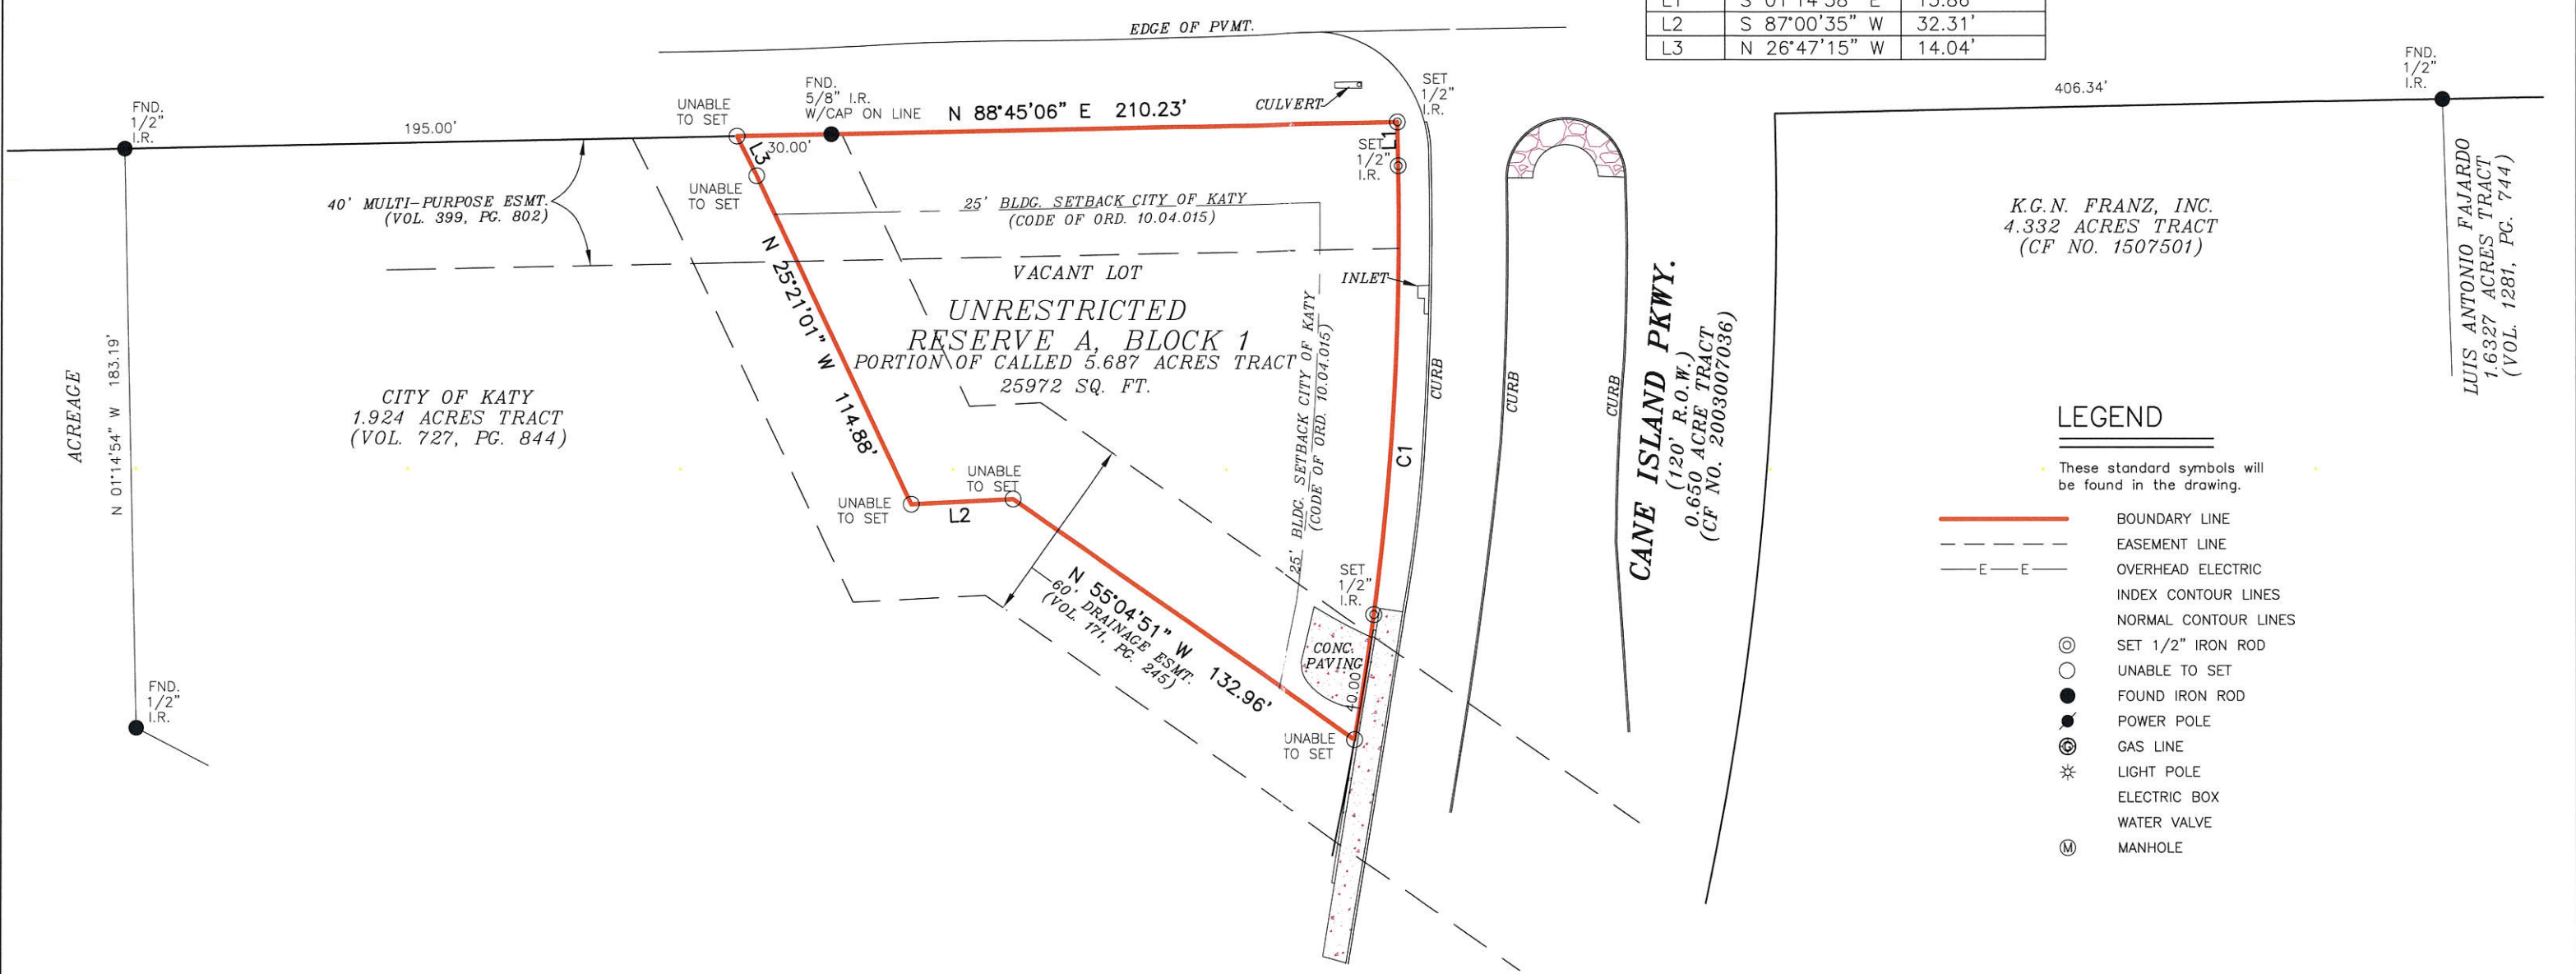 L1 S 01°14'58" E 15.86'
L2 S 87°00'35" W 32.31'
L3 N 26°47'15" W 14.04'
EDGE OF PVMT.
FND.
1/2"
I.R.
195.00'
UNABLE
TO SET
FND.
5/8" I.R.
W/CAP ON LINE
N 88°45'06" E 210.23'
CULVERT
SET
1/2"
I.R.
406.34'
FND.
1/2"
I.R.
L3
30.00'
UNABLE
TO SET
L1
SET
1/2"
I.R.
40' MULTI-PURPOSE ESMT.
(VOL. 399, PG. 802)
25' BLDG. SETBACK CITY OF KATY
(CODE OF ORD. 10.04.015)
VACANT LOT
UNRESTRICTED
RESERVE A, BLOCK 1
PORTION OF CALLED 5.687 ACRES TRACT
25972 SQ. FT.
INLET
N 25°21'01" W 114.88'
25' BLDG. SETBACK CITY OF KATY
(CODE OF ORD. 10.04.015)
ACREAGE
N 01°14'54" W 183.19'
CITY OF KATY
1.924 ACRES TRACT
(VOL. 727, PG. 844)
FND.
1/2"
I.R.
UNABLE
TO SET
L2
UNABLE
TO SET
N 55°04'51" W 132.96'
60' DRAINAGE ESMT.
(VOL. 171, PG. 245)
C1
SET
1/2"
I.R.
CONC.
PAVING
40.00'
UNABLE
TO SET
CURB
CURB
CURB
CANE ISLAND PKWY.
(120' R.O.W.)
0.650 ACRE TRACT
(CF NO. 2003007036)
K.G.N. FRANZ, INC.
4.332 ACRES TRACT
(CF NO. 1507501)
LUIS ANTONIO FAJARDO
1.6327 ACRES TRACT
(VOL. 1281, PG. 744)
LEGEND
These standard symbols will
be found in the drawing.
BOUNDARY LINE
EASEMENT LINE
E E OVERHEAD ELECTRIC
INDEX CONTOUR LINES
NORMAL CONTOUR LINES
SET 1/2" IRON ROD
UNABLE TO SET
FOUND IRON ROD
POWER POLE
G GAS LINE
LIGHT POLE
ELECTRIC BOX
WATER VALVE
M MANHOLE